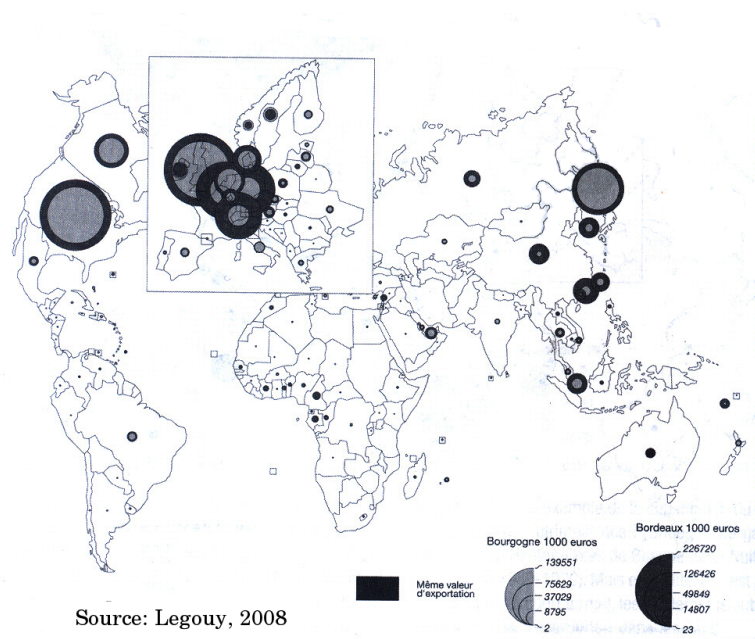 Bourgogne 1000 euros
139551
75629
37029
8795
2
Bordeaux 1000 euros
226720
126426
49849
14807
23
Même valeur
d'exportation
Source: Legouy, 2008